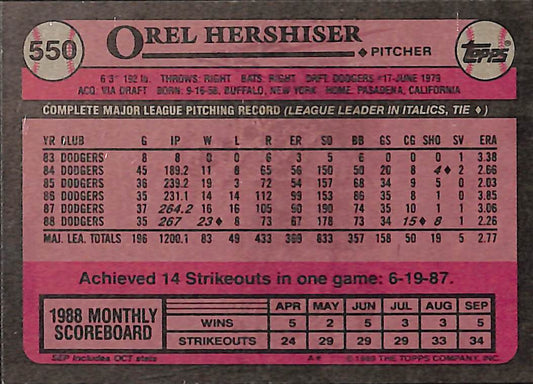 550
OREL HERSHISER
♦ PITCHER
TOPPS
6'3" 192 lb. THROWS: RIGHT BATS: RIGHT DRFT: DODGERS #17-JUNE 1979
ACQ: VIA DRAFT BORN: 9-16-58, BUFFALO, NEW YORK HOME: PASADENA, CALIFORNIA
COMPLETE MAJOR LEAGUE PITCHING RECORD (LEAGUE LEADER IN ITALICS, TIE ♦)
YR CLUB G IP W L R ER SO BB GS CG SHO SV ERA
83 DODGERS 8 8 0 0 6 3 5 6 0 0 0 1 3.38
84 DODGERS 45 189.2 11 8 65 56 150 50 20 8 4♦ 2 2.66
85 DODGERS 36 239.2 19 3 72 54 157 68 34 9 5 0 2.03
86 DODGERS 35 231.1 14 14 112 99 153 86 35 8 1 0 3.85
87 DODGERS 37 264.2 16 16 105 90 190 74 35 10 1 1 3.06
88 DODGERS 35 267 23♦ 8 73 67 178 73 34 15♦ 8 1 2.26
MAJ. LEA. TOTALS 196 1200.1 83 49 433 369 833 357 158 50 19 5 2.77
Achieved 14 Strikeouts in one game: 6-19-87.
1988 MONTHLY SCOREBOARD
APR MAY JUN JUL AUG SEP
WINS 5 2 5 3 3 5
STRIKEOUTS 24 29 29 29 33 34
SEP includes OCT stats
A★ © 1989 THE TOPPS COMPANY, INC.